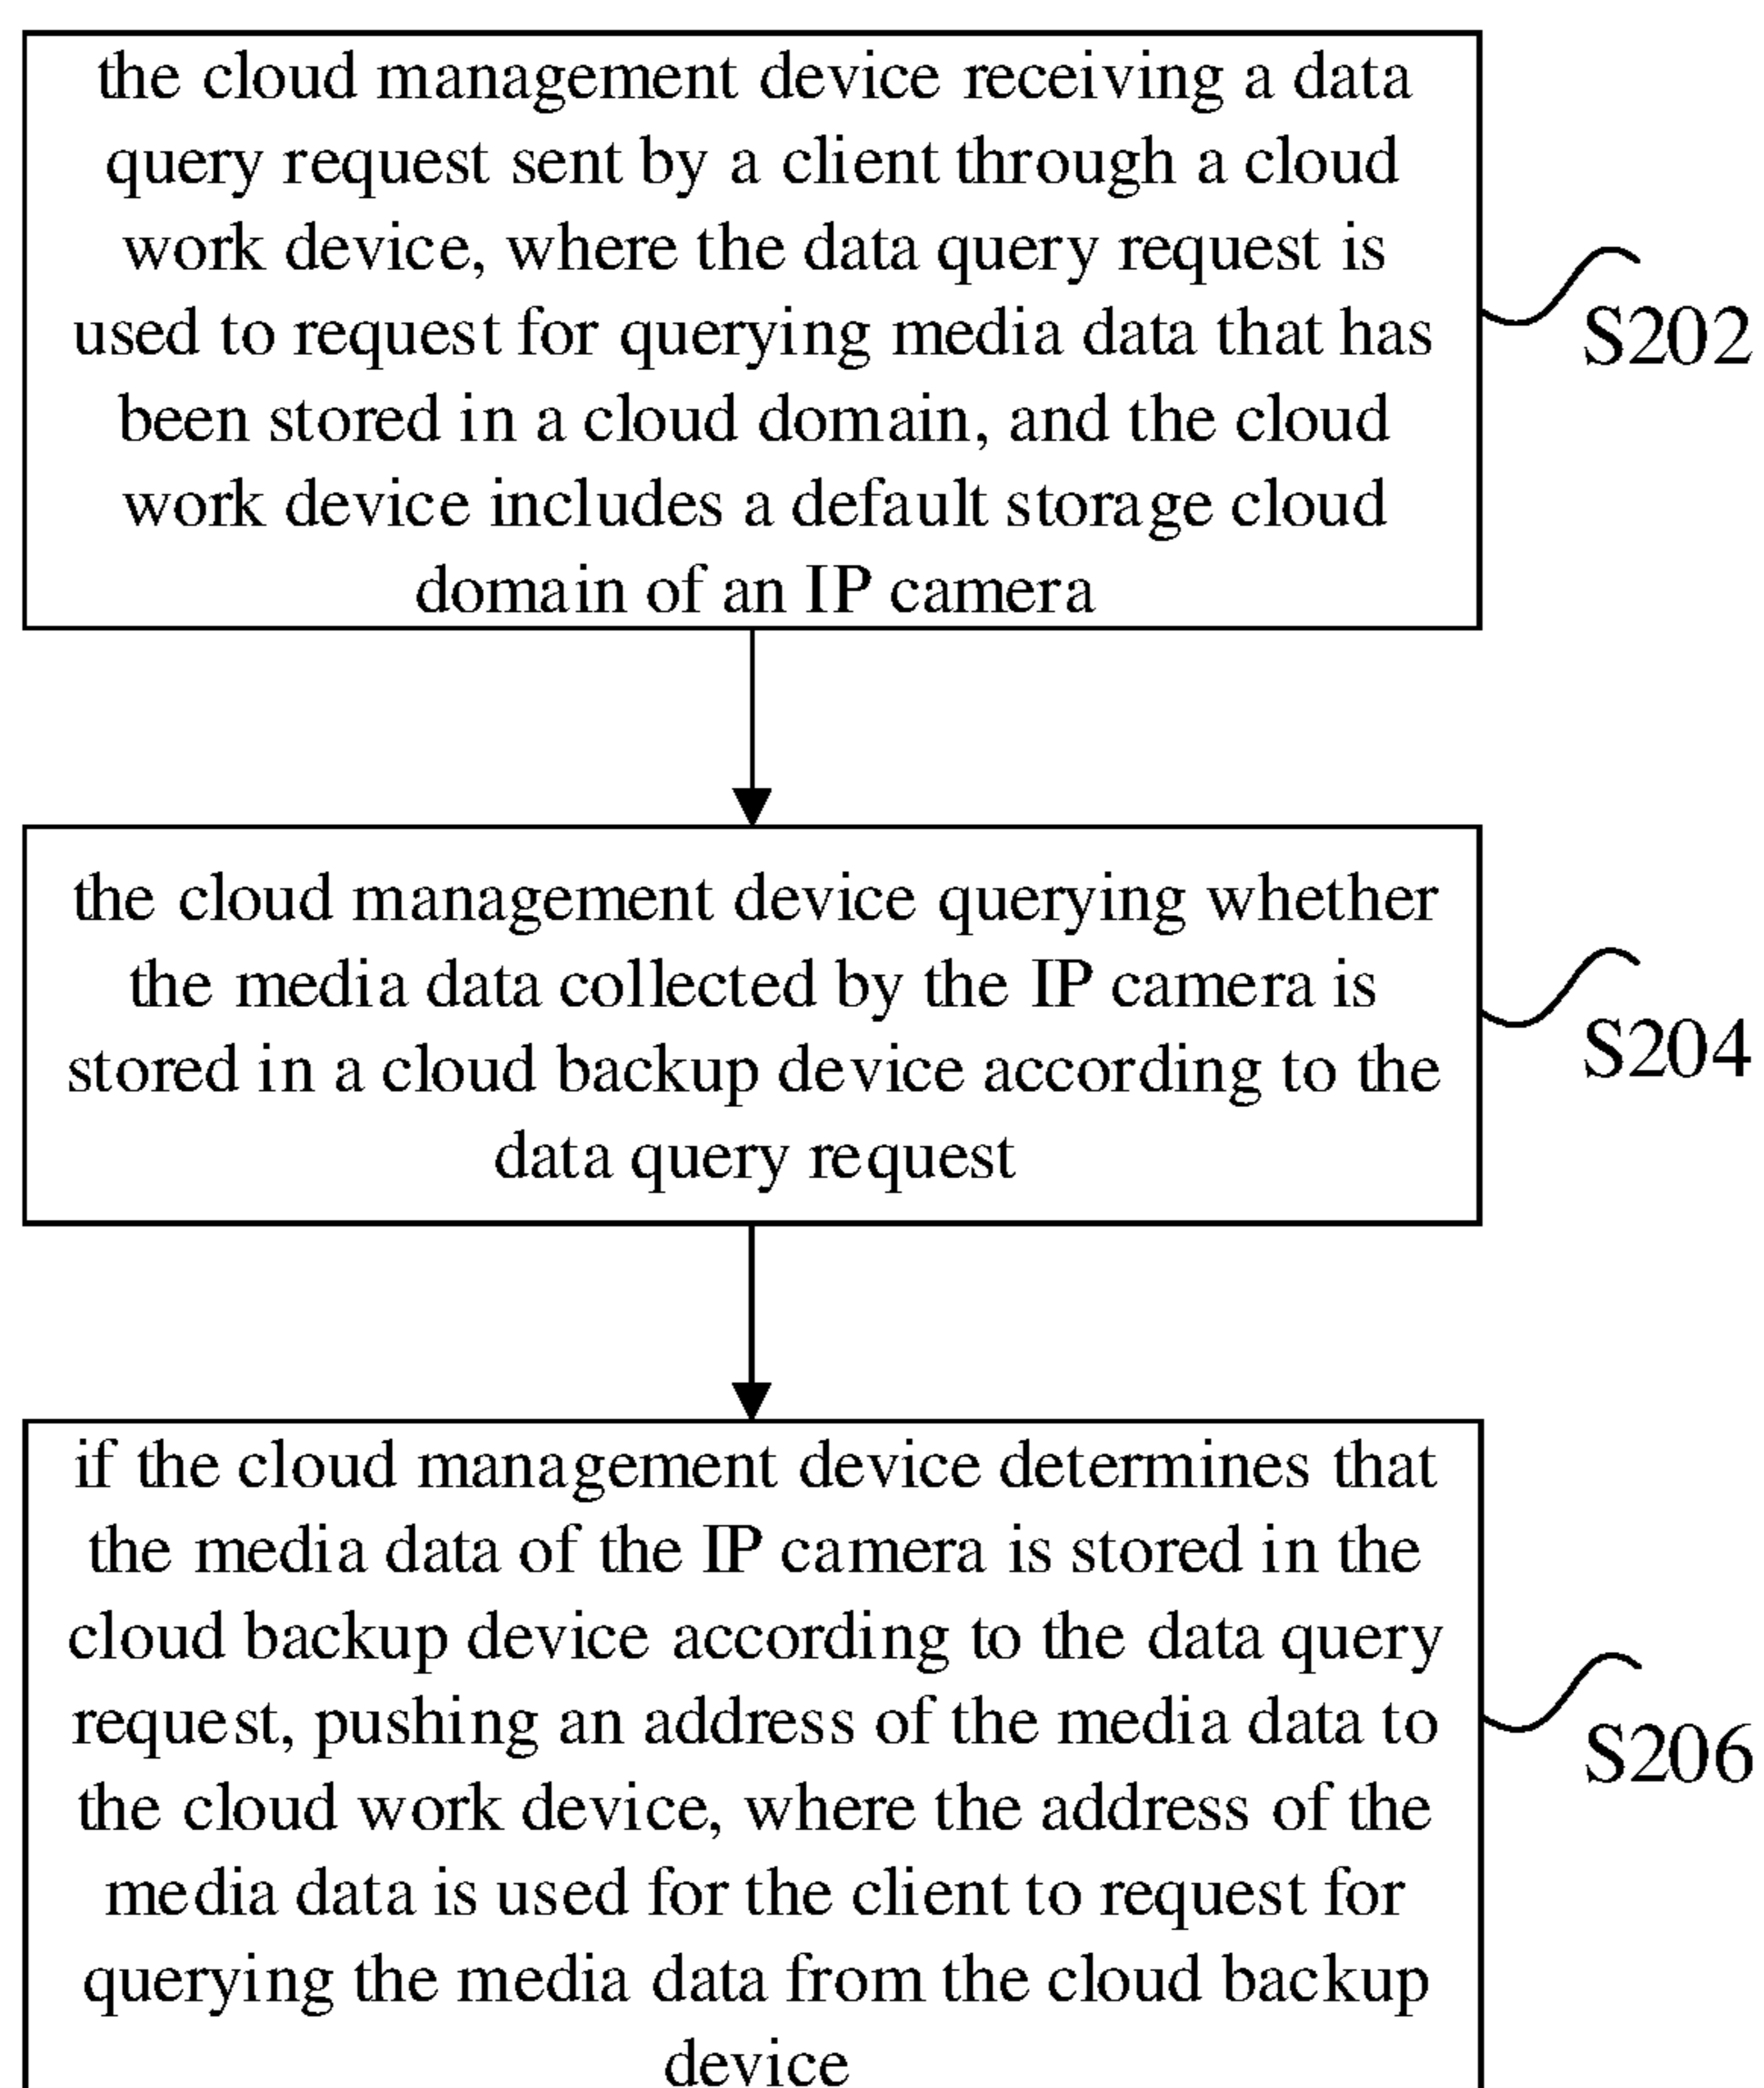 the cloud management device receiving a data
query request sent by a client through a cloud
work device, where the data query request is
used to request for querying media data that has
been stored in a cloud domain, and the cloud
work device includes a default storage cloud
domain of an IP camera
S202
the cloud management device querying whether
the media data collected by the IP camera is
stored in a cloud backup device according to the
data query request
S204
if the cloud management device determines that
the media data of the IP camera is stored in the
cloud backup device according to the data query
request, pushing an address of the media data to
the cloud work device, where the address of the
media data is used for the client to request for
querying the media data from the cloud backup
device
S206